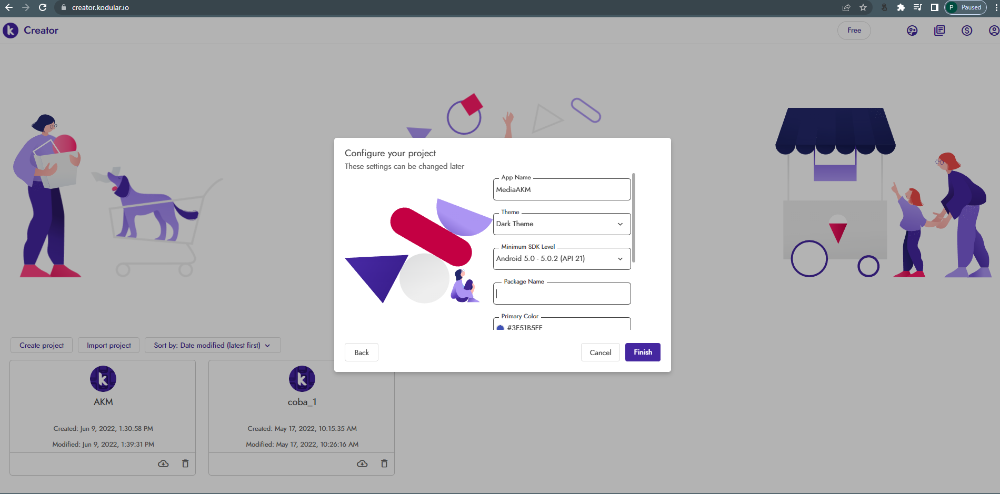 creator.kodular.io
P Paused
k Creator
Free
Configure your project
These settings can be changed later
App Name
MediaAKM
Theme
Dark Theme
Minimum SDK Level
Android 5.0 - 5.0.2 (API 21)
Package Name
Primary Color
#3F51B5FF
Back
Cancel
Finish
Create project
Import project
Sort by: Date modified (latest first)
k
AKM
Created: Jun 9, 2022, 1:30:58 PM
Modified: Jun 9, 2022, 1:39:31 PM
k
coba_1
Created: May 17, 2022, 10:15:35 AM
Modified: May 17, 2022, 10:26:16 AM